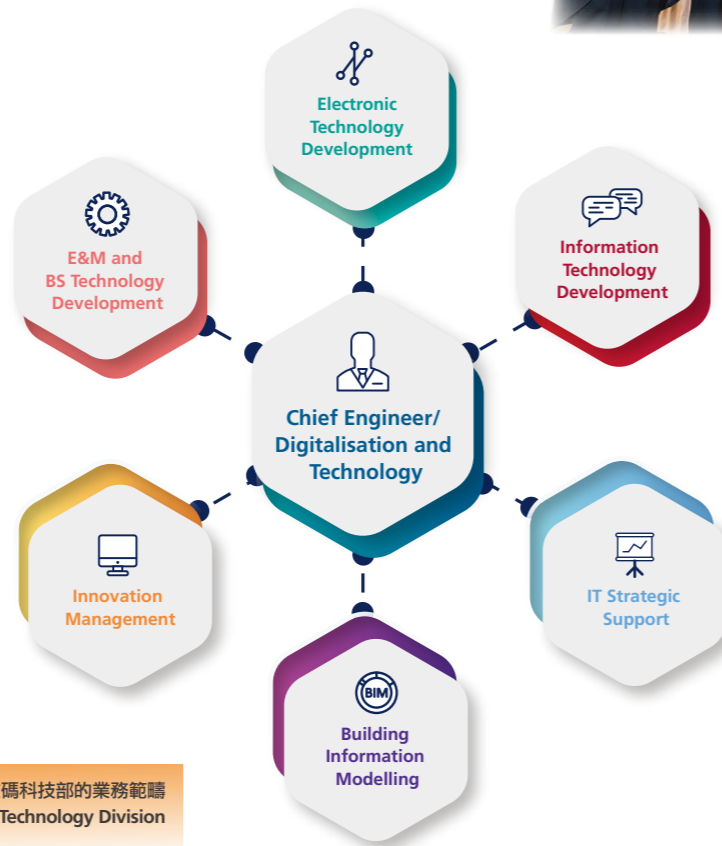 Electronic
Technology
Development
E&M and
BS Technology
Development
Information
Technology
Development
Chief Engineer/
Digitalisation and
Technology
Innovation
Management
IT Strategic
Support
BIM
Building
Information
Modelling
碼科技部的業務範疇
Technology Division